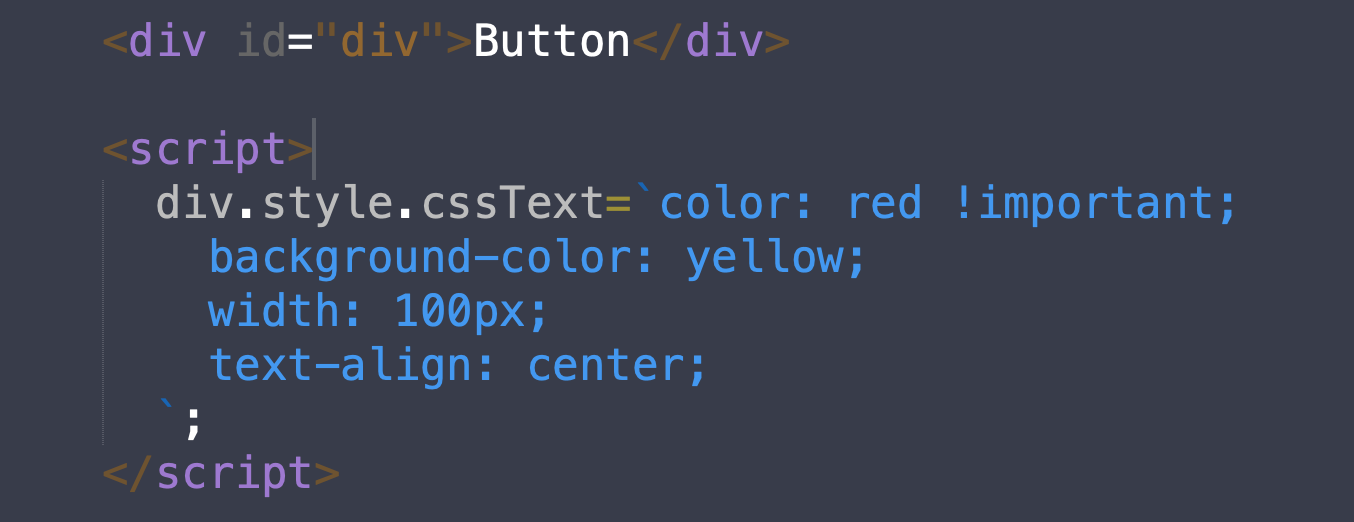 <div id="div">Button</div>
<script>
div.style.cssText=`color: red !important;
background-color: yellow;
width: 100px;
text-align: center;
`;
</script>